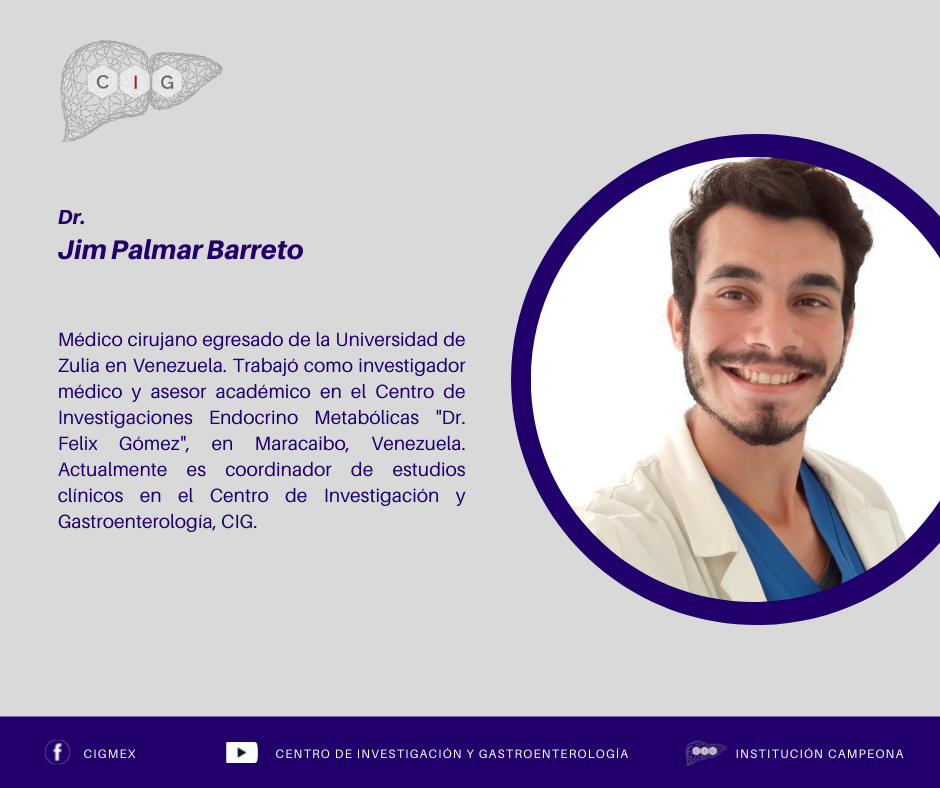 C I G
Dr.
Jim Palmar Barreto
Médico cirujano egresado de la Universidad de
Zulia en Venezuela. Trabajó como investigador
médico y asesor académico en el Centro de
Investigaciones Endocrino Metabólicas "Dr.
Felix Gómez", en Maracaibo, Venezuela.
Actualmente es coordinador de estudios
clínicos en el Centro de Investigación y
Gastroenterología, CIG.
CIGMEX
CENTRO DE INVESTIGACIÓN Y GASTROENTEROLOGÍA
CIG
INSTITUCIÓN CAMPEONA